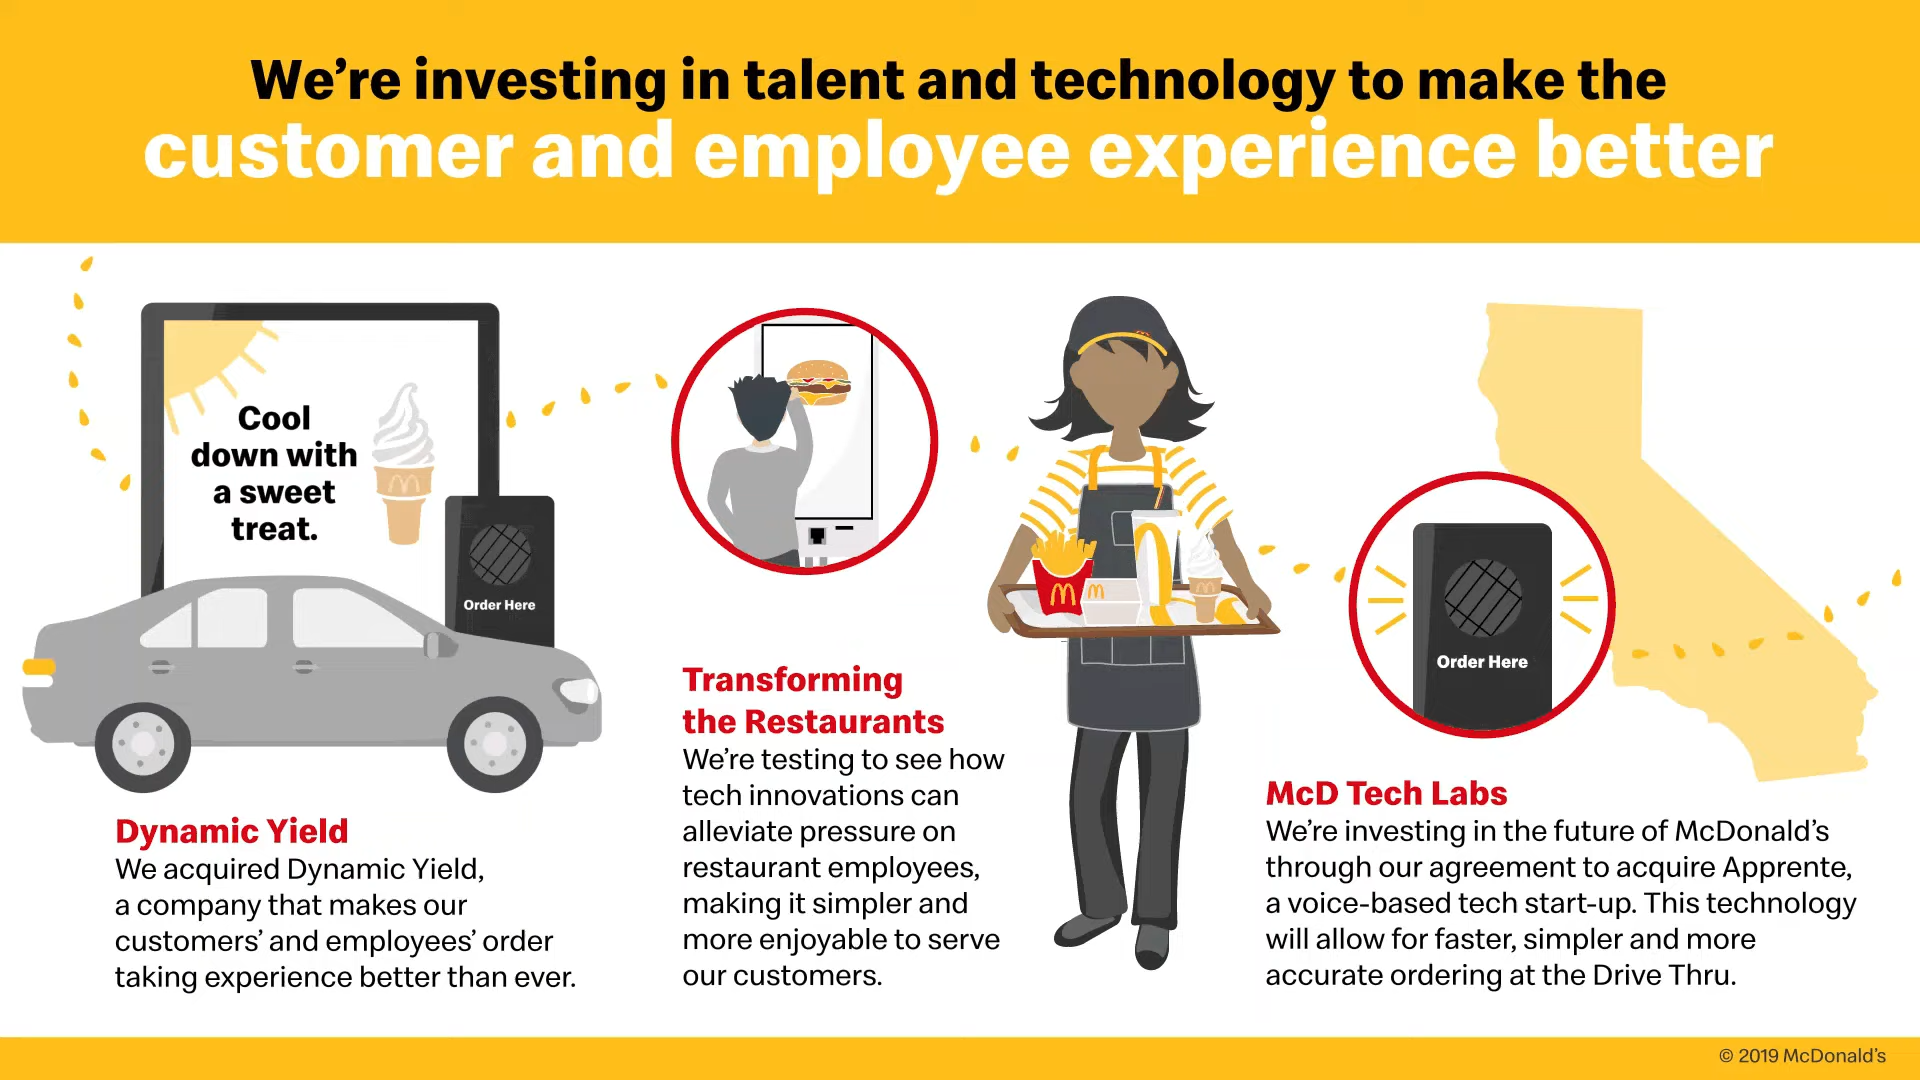 We're investing in talent and technology to make the
customer and employee experience better
Cool
down with
a sweet
treat.
Order Here
Dynamic Yield
We acquired Dynamic Yield,
a company that makes our
customers' and employees' order
taking experience better than ever.
Transforming
the Restaurants
We're testing to see how
tech innovations can
alleviate pressure on
restaurant employees,
making it simpler and
more enjoyable to serve
our customers.
Order Here
McD Tech Labs
We're investing in the future of McDonald's
through our agreement to acquire Apprente,
a voice-based tech start-up. This technology
will allow for faster, simpler and more
accurate ordering at the Drive Thru.
© 2019 McDonald's